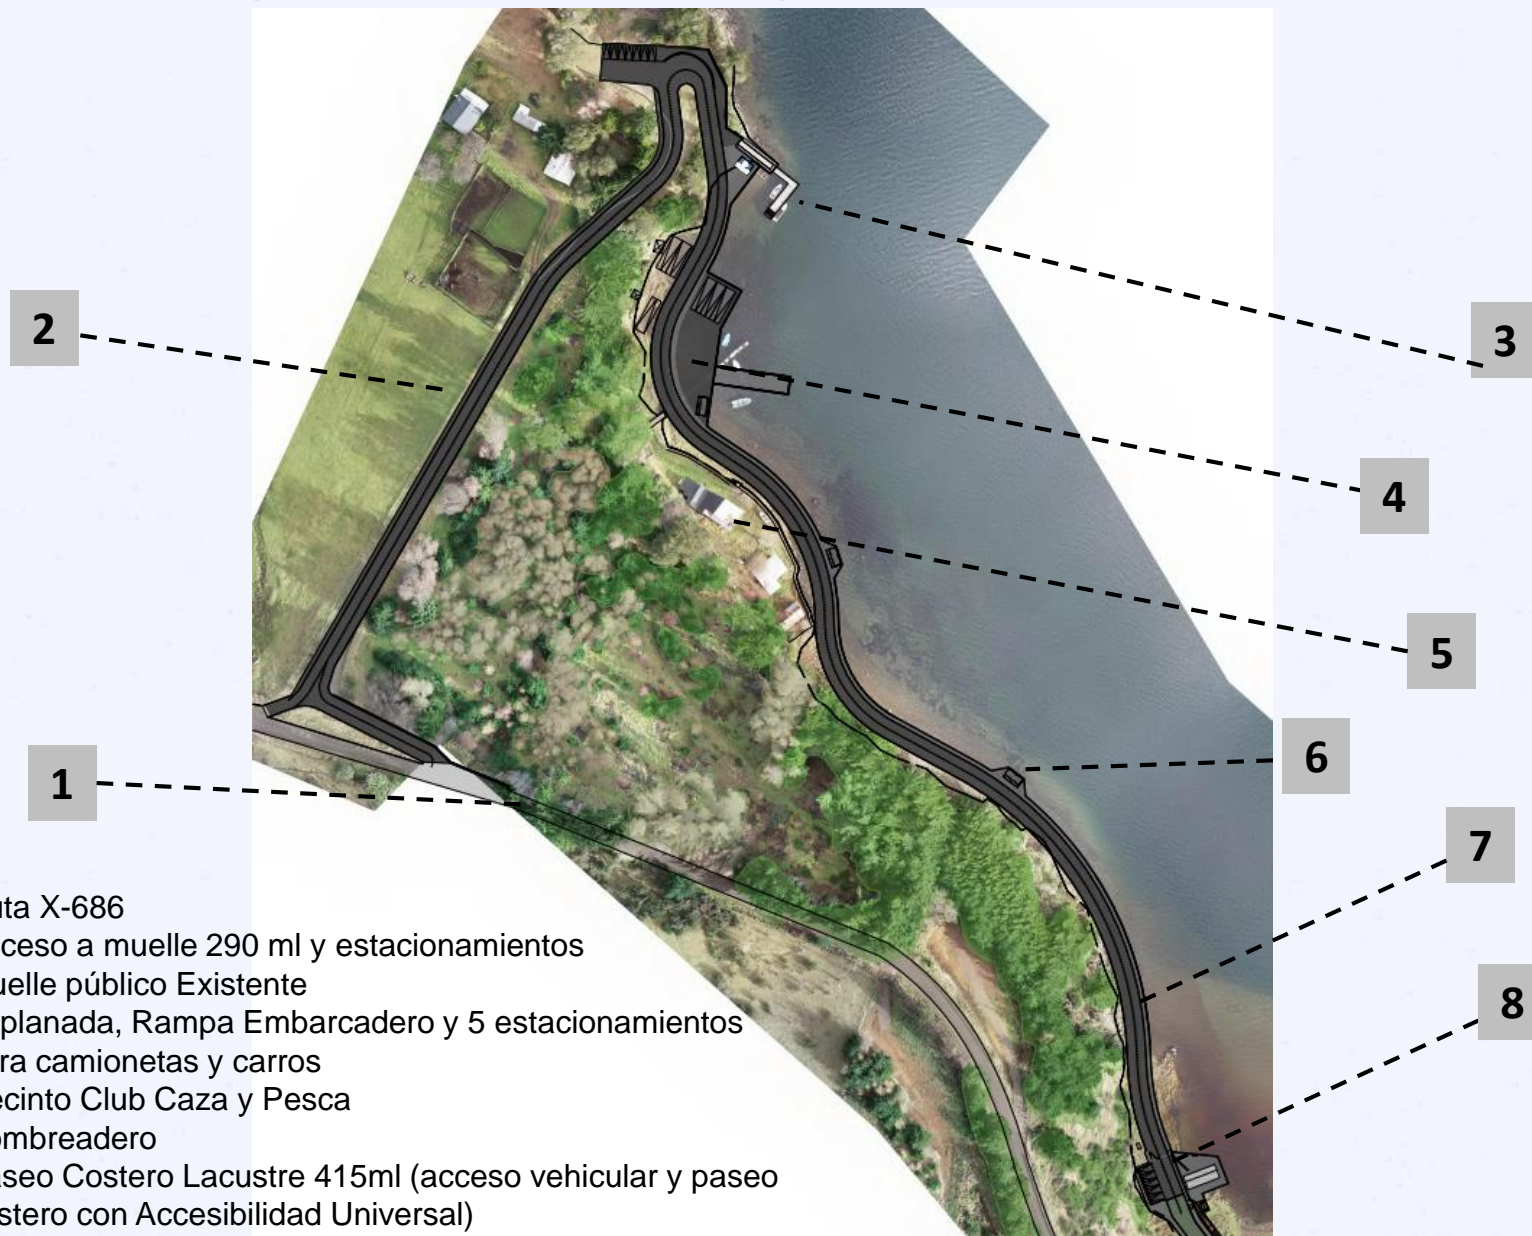 2
3
4
5
6
1
7
8
uta X-686
ceso a muelle 290 ml y estacionamientos
uelle público Existente
planada, Rampa Embarcadero y 5 estacionamientos
ra camionetas y carros
ecinto Club Caza y Pesca
ombreadero
aseo Costero Lacustre 415ml (acceso vehicular y paseo
stero con Accesibilidad Universal)